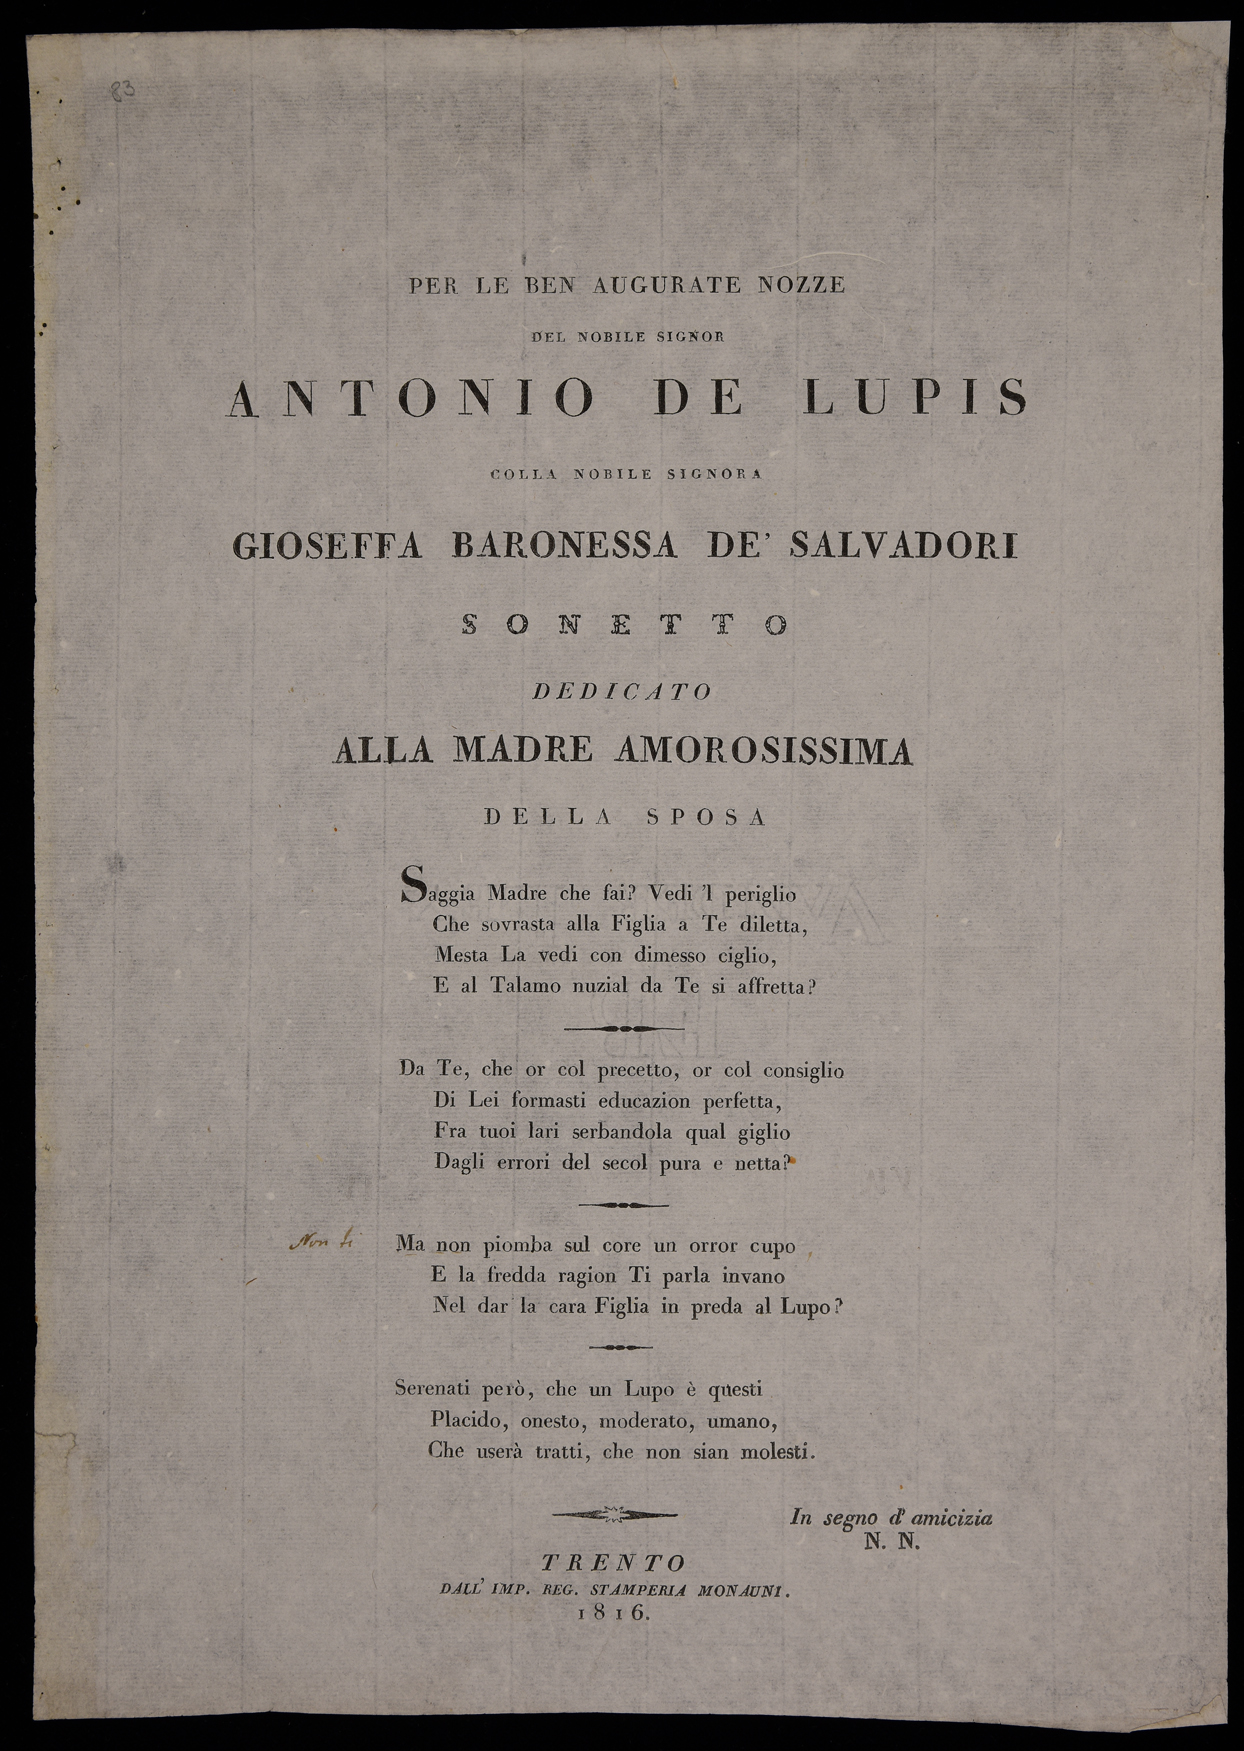 83
PER LE BEN AUGURATE NOZZE
DEL NOBILE SIGNOR
ANTONIO DE LUPIS
COLLA NOBILE SIGNORA
GIOSEFFA BARONESSA DE' SALVADORI
SONETTO
DEDICATO
ALLA MADRE AMOROSISSIMA
DELLA SPOSA
Saggia Madre che fai? Vedi 'l periglio
Che sovrasta alla Figlia a Te diletta,
Mesta La vedi con dimesso ciglio,
E al Talamo nuzial da Te si affretta?
Da Te, che or col precetto, or col consiglio
Di Lei formasti educazion perfetta,
Fra tuoi lari serbandola qual giglio
Dagli errori del secol pura e netta?
Non ti Ma non piomba sul core un orror cupo
E la fredda ragion Ti parla invano
Nel dar la cara Figlia in preda al Lupo?
Serenati però, che un Lupo è questi
Placido, onesto, moderato, umano,
Che userà tratti, che non sian molesti.
In segno d'amicizia
N. N.
TRENTO
DALL' IMP. REG. STAMPERIA MONAUNI.
1816.